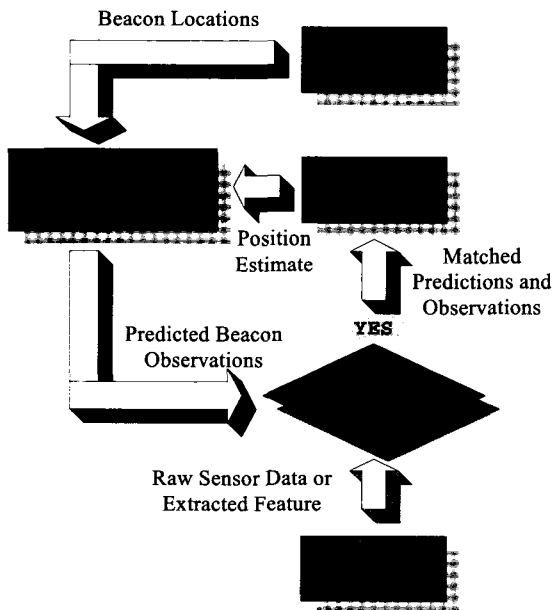 Beacon Locations
Position
Estimate
Matched
Predictions and
Observations
YES
Predicted Beacon
Observations
Raw Sensor Data or
Extracted Feature